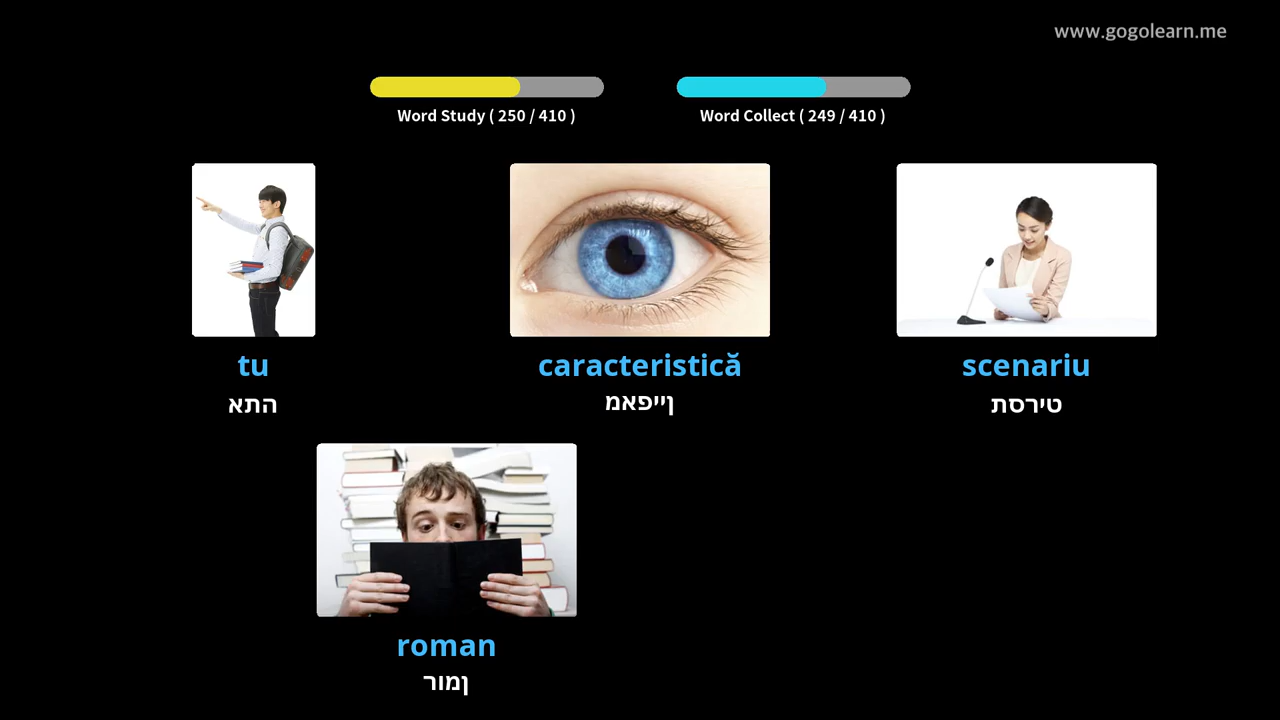 www.gogolearn.me
Word Study ( 250 / 410 )
Word Collect ( 249 / 410 )
tu
התא
caracteristică
ןייפאמ
scenariu
טירסת
roman
ןמור